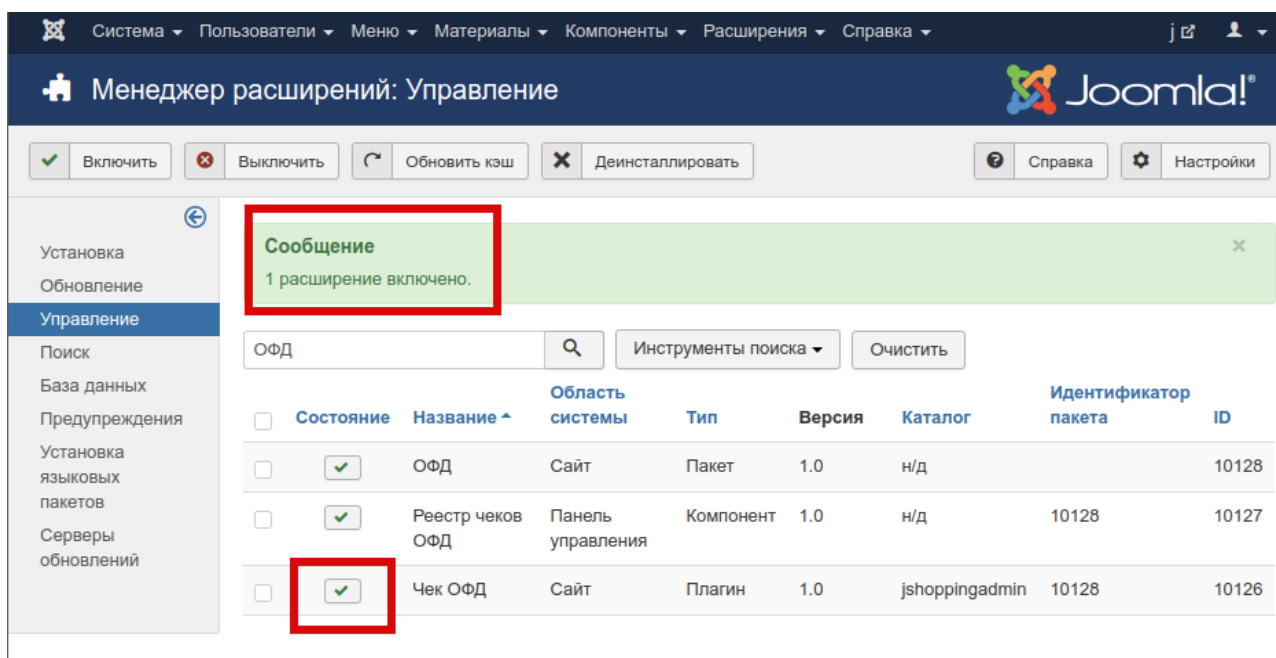 Система Пользователи Меню Материалы Компоненты Расширения Справка j
Менеджер расширений: Управление Joomla!®
Включить Выключить Обновить кэш Деинсталлировать Справка Настройки
Установка
Обновление
Управление
Поиск
База данных
Предупреждения
Установка
языковых
пакетов
Серверы
обновлений
Сообщение
1 расширение включено.
ОФД Инструменты поиска Очистить
Состояние Название Область системы Тип Версия Каталог Идентификатор пакета ID
ОФД Сайт Пакет 1.0 н/д 10128
Реестр чеков ОФД Панель управления Компонент 1.0 н/д 10128 10127
Чек ОФД Сайт Плагин 1.0 jshoppingadmin 10128 10126